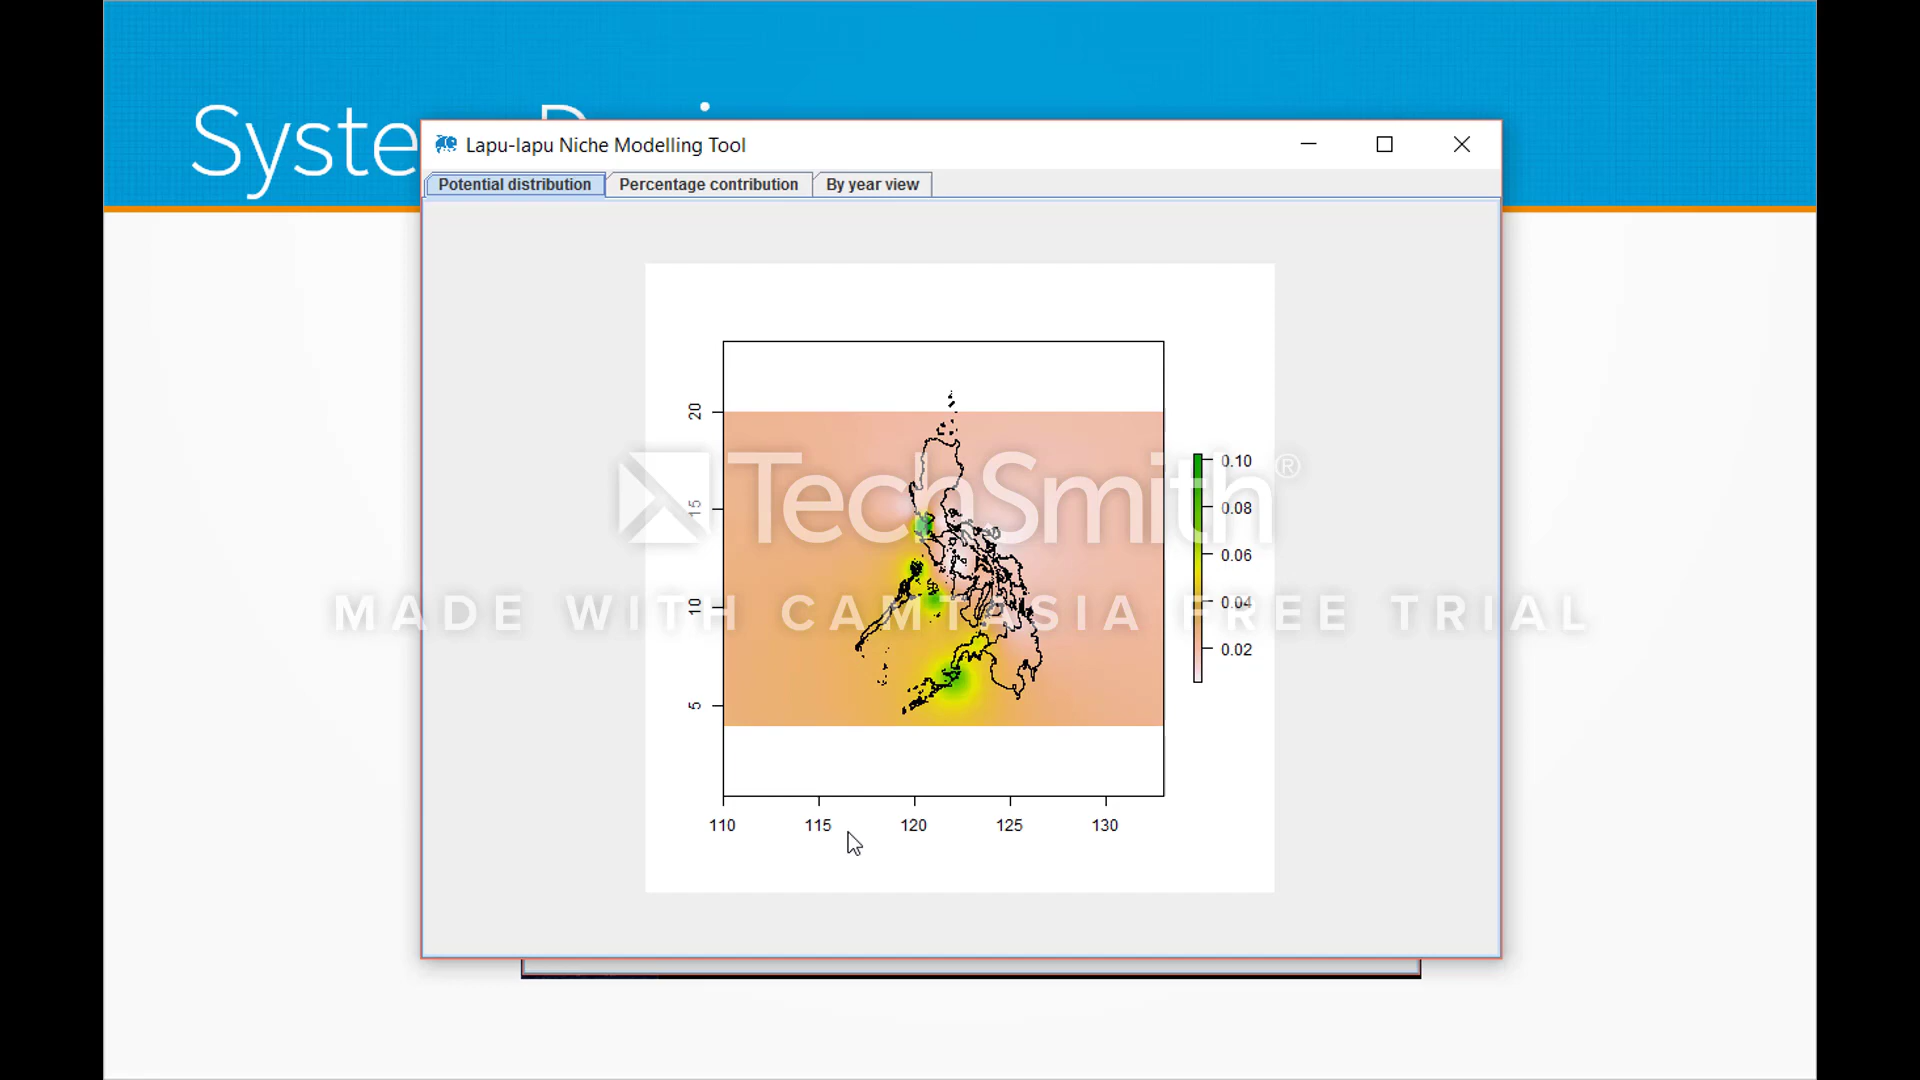 Syste
Lapu-lapu Niche Modelling Tool
Potential distribution
Percentage contribution
By year view
20
15
10
5
110
115
120
125
130
0.10
0.08
0.06
0.04
0.02
TechSmith®
MADE WITH CAMTASIA FREE TRIAL